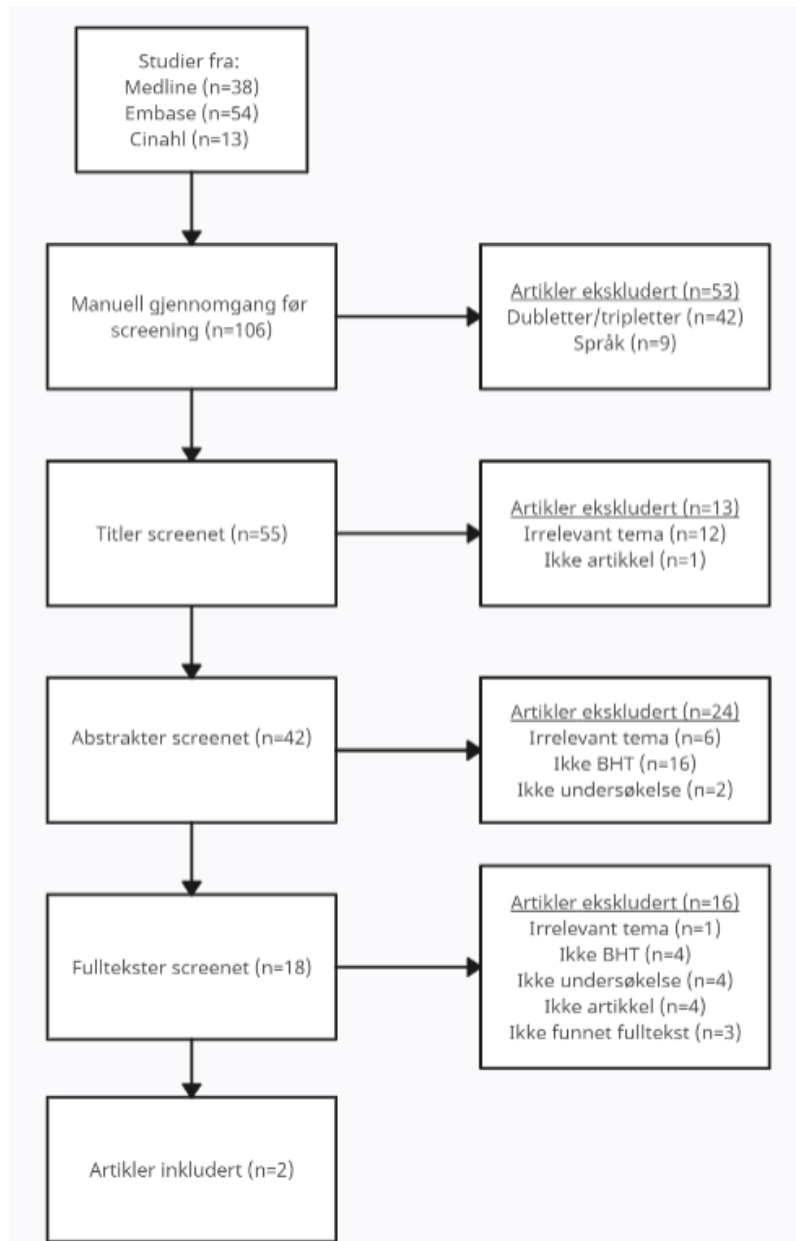 Studier fra:
Medline (n=38)
Embase (n=54)
Cinahl (n=13)
Manuell gjennomgang før
screening (n=106)
Artikler ekskludert (n=53)
Dubletter/tripletter (n=42)
Språk (n=9)
Titler screenet (n=55)
Artikler ekskludert (n=13)
Irrelevant tema (n=12)
Ikke artikkel (n=1)
Abstrakter screenet (n=42)
Artikler ekskludert (n=24)
Irrelevant tema (n=6)
Ikke BHT (n=16)
Ikke undersøkelse (n=2)
Fulltekster screenet (n=18)
Artikler ekskludert (n=16)
Irrelevant tema (n=1)
Ikke BHT (n=4)
Ikke undersøkelse (n=4)
Ikke artikkel (n=4)
Ikke funnet fulltekst (n=3)
Artikler inkludert (n=2)